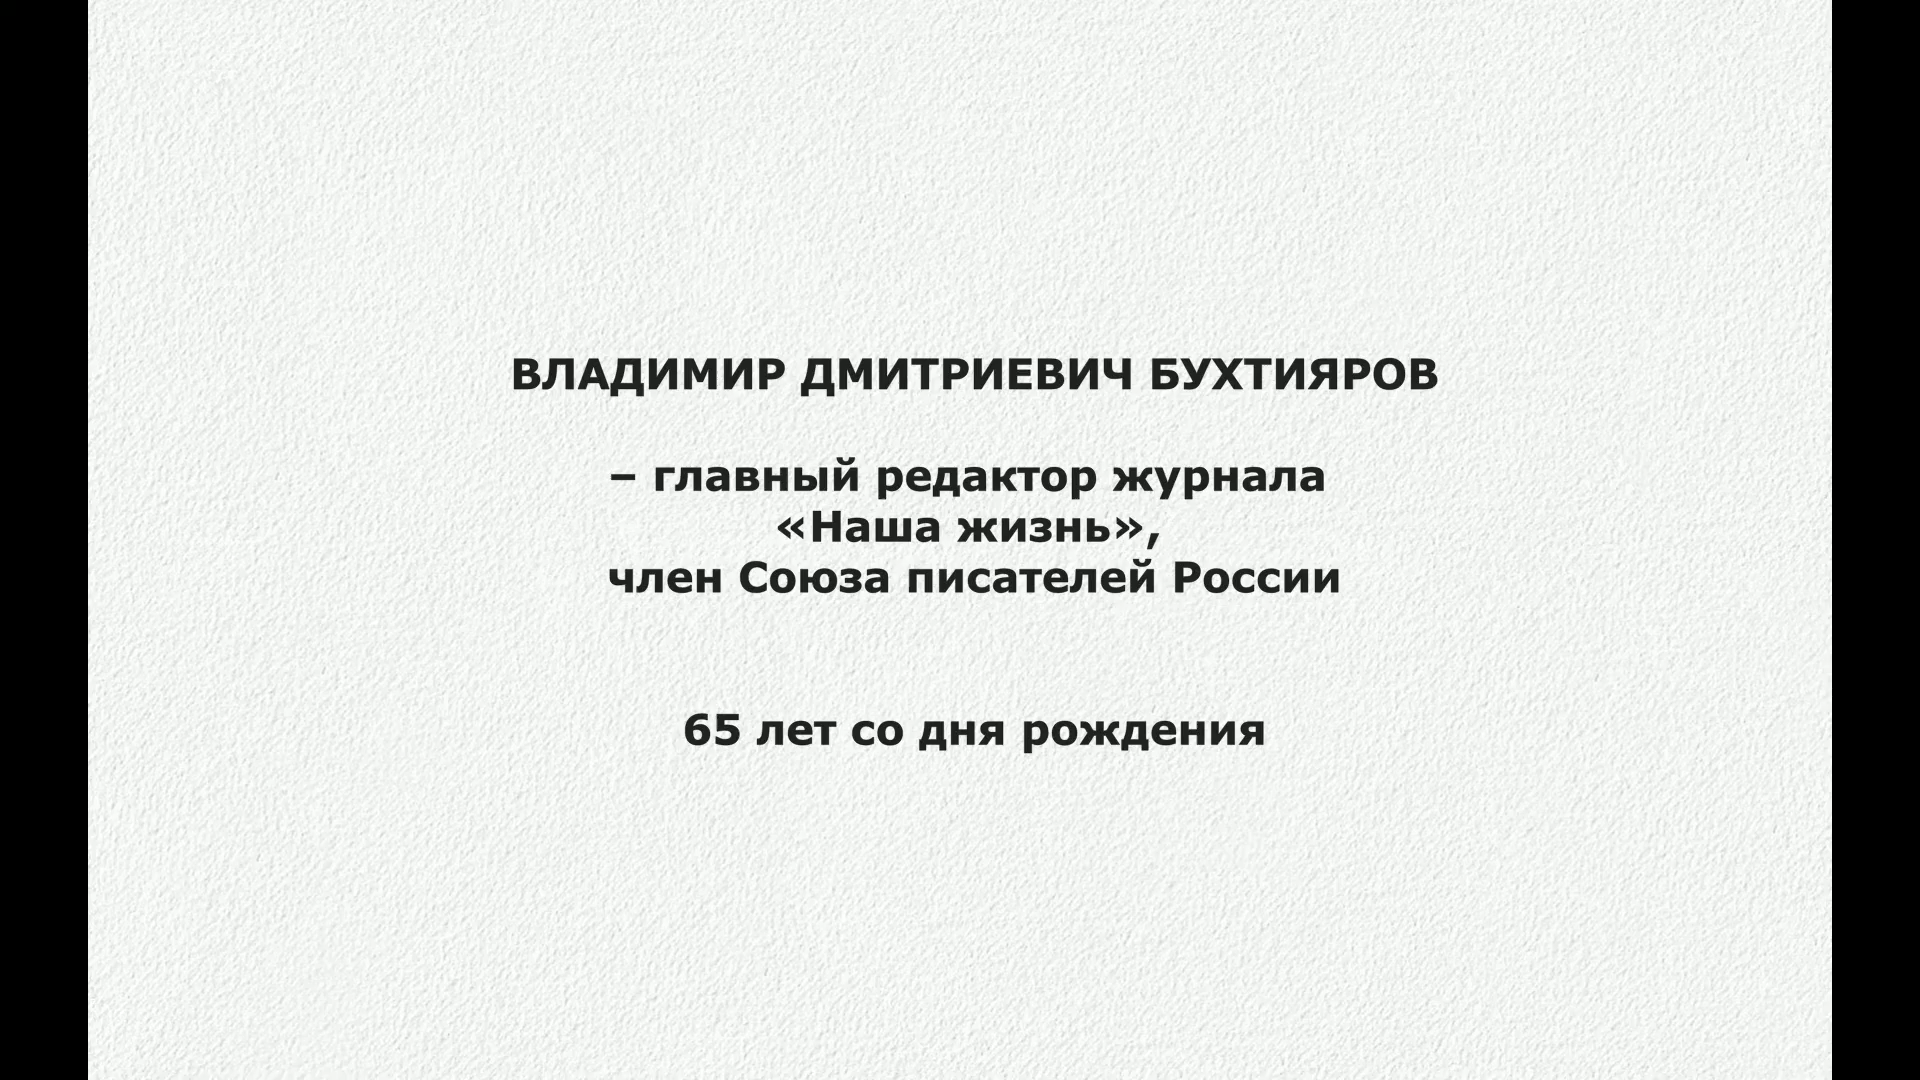 ВЛАДИМИР ДМИТРИЕВИЧ БУХТИЯРОВ
– главный редактор журнала
«Наша жизнь»,
член Союза писателей России
65 лет со дня рождения